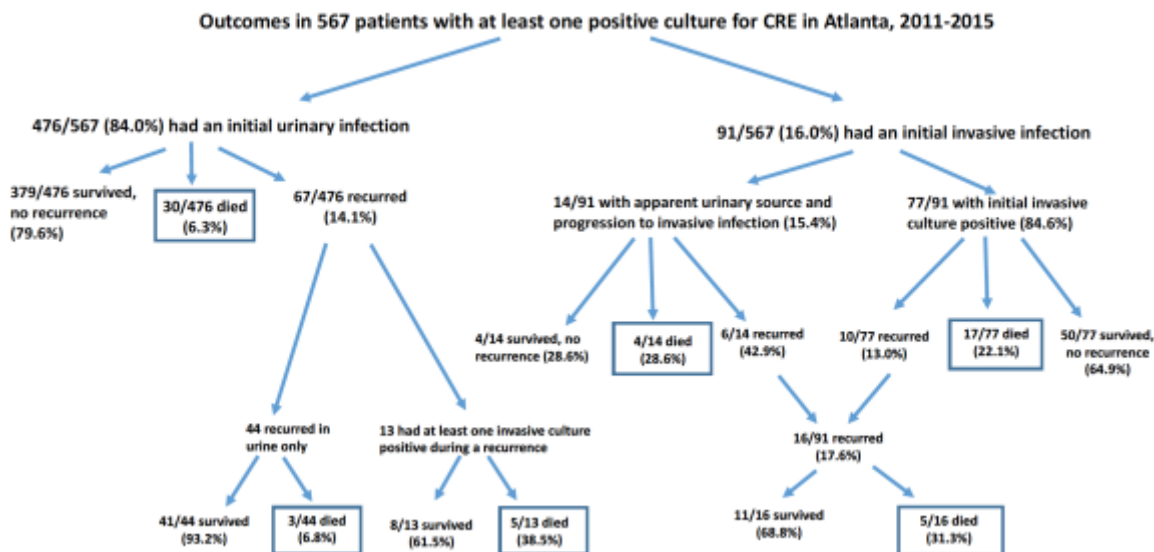 Outcomes in 567 patients with at least one positive culture for CRE in Atlanta, 2011-2015
476/567 (84.0%) had an initial urinary infection
91/567 (16.0%) had an initial invasive infection
379/476 survived,
no recurrence
(79.6%)
30/476 died
(6.3%)
67/476 recurred
(14.1%)
14/91 with apparent urinary source and
progression to invasive infection (15.4%)
77/91 with initial invasive
culture positive (84.6%)
4/14 survived, no
recurrence (28.6%)
4/14 died
(28.6%)
6/14 recurred
(42.9%)
10/77 recurred
(13.0%)
17/77 died
(22.1%)
50/77 survived,
no recurrence
(64.9%)
44 recurred in
urine only
13 had at least one invasive culture
positive during a recurrence
16/91 recurred
(17.6%)
41/44 survived
(93.2%)
3/44 died
(6.8%)
8/13 survived
(61.5%)
5/13 died
(38.5%)
11/16 survived
(68.8%)
5/16 died
(31.3%)